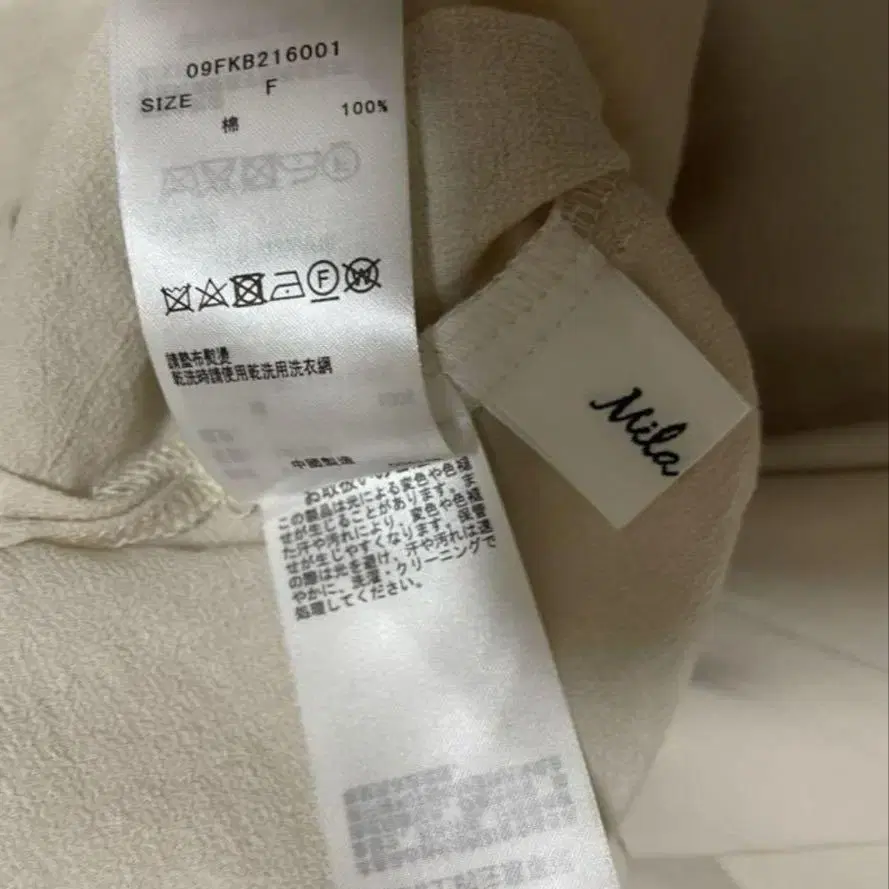 09FKB216001
SIZE F
棉 100%
F W
請墊布熨燙
乾洗時請使用乾洗用洗衣網
中國製造
Mila
お取扱い
この製品は光による変色や色褪
せが生じることがあります。ま
た汗や汚れにより、変色や色褪
せが生じやすくなります。保管
の際は光を避け、汗や汚れは速
やかに、洗濯・クリーニングで
処理してください。